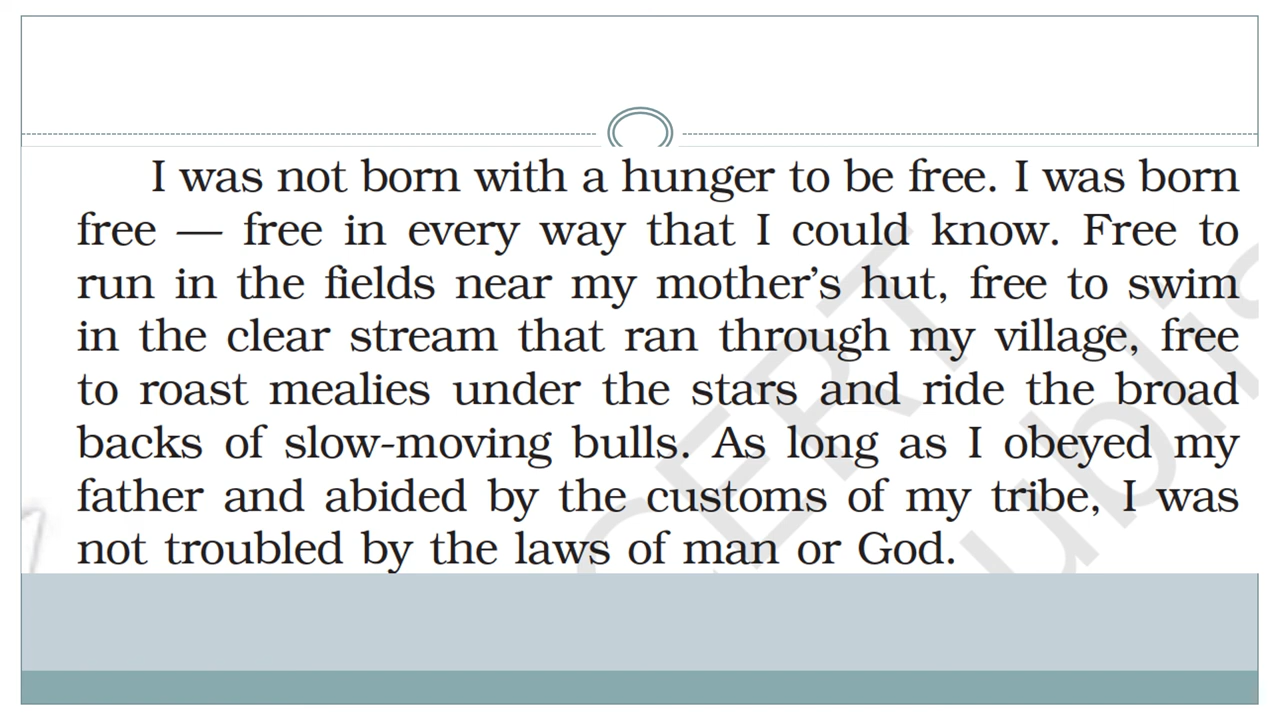 I was not born with a hunger to be free. I was born
free — free in every way that I could know. Free to
run in the fields near my mother’s hut, free to swim
in the clear stream that ran through my village, free
to roast mealies under the stars and ride the broad
backs of slow-moving bulls. As long as I obeyed my
father and abided by the customs of my tribe, I was
not troubled by the laws of man or God.